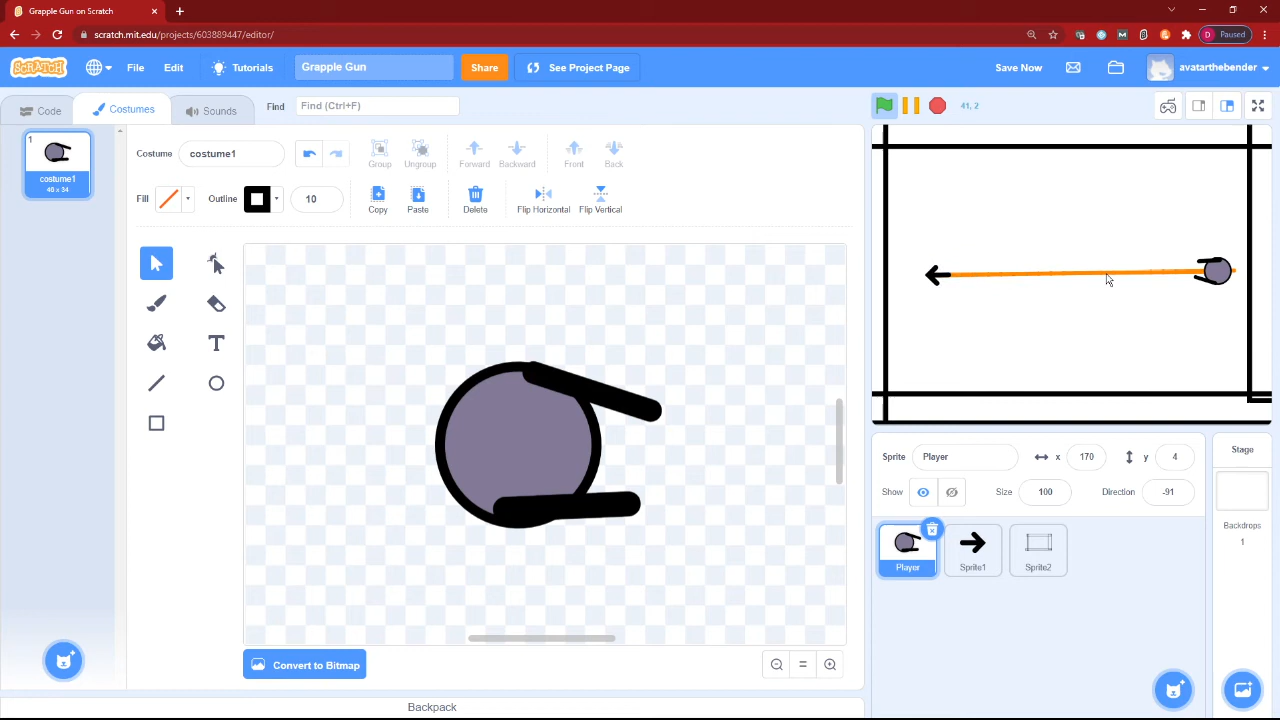 Grapple Gun on Scratch
scratch.mit.edu/projects/603889447/editor/
D Paused
SCRATCH File Edit Tutorials Grapple Gun Share See Project Page Save Now avatarthebender
Code Costumes Sounds Find Find (Ctrl+F) 41, 2
1
costume1
40 x 34
Costume costume1 Group Ungroup Forward Backward Front Back
Fill Outline 10 Copy Paste Delete Flip Horizontal Flip Vertical
T
Convert to Bitmap
Backpack
Sprite Player x 170 y 4
Show Size 100 Direction -91
Player Sprite1 Sprite2
Stage
Backdrops
1